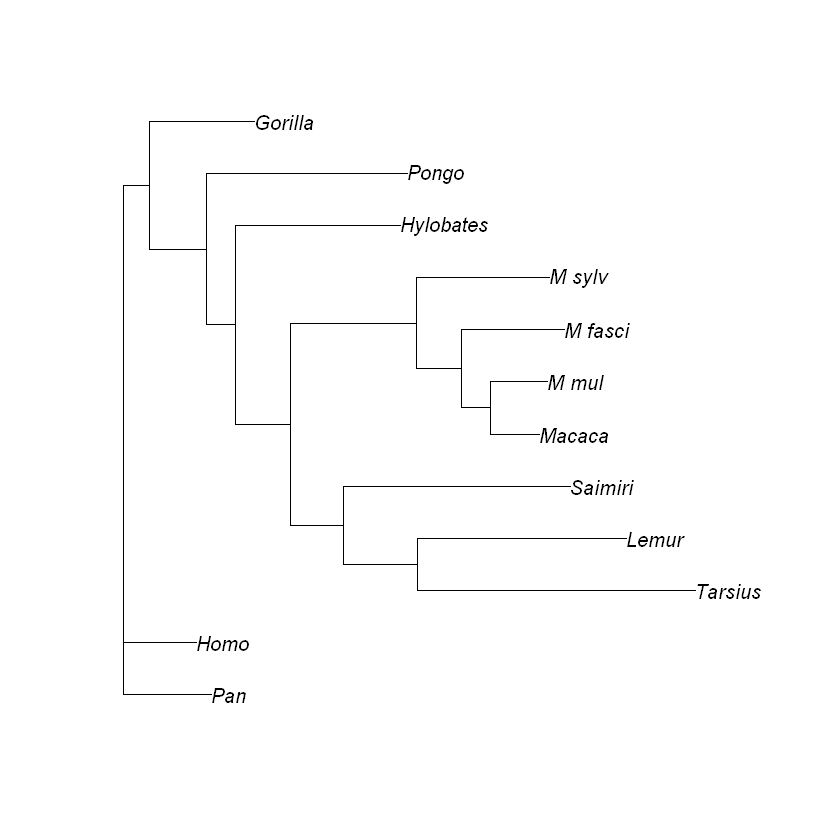 Gorilla
Pongo
Hylobates
M sylv
M fasci
M mul
Macaca
Saimiri
Lemur
Tarsius
Homo
Pan